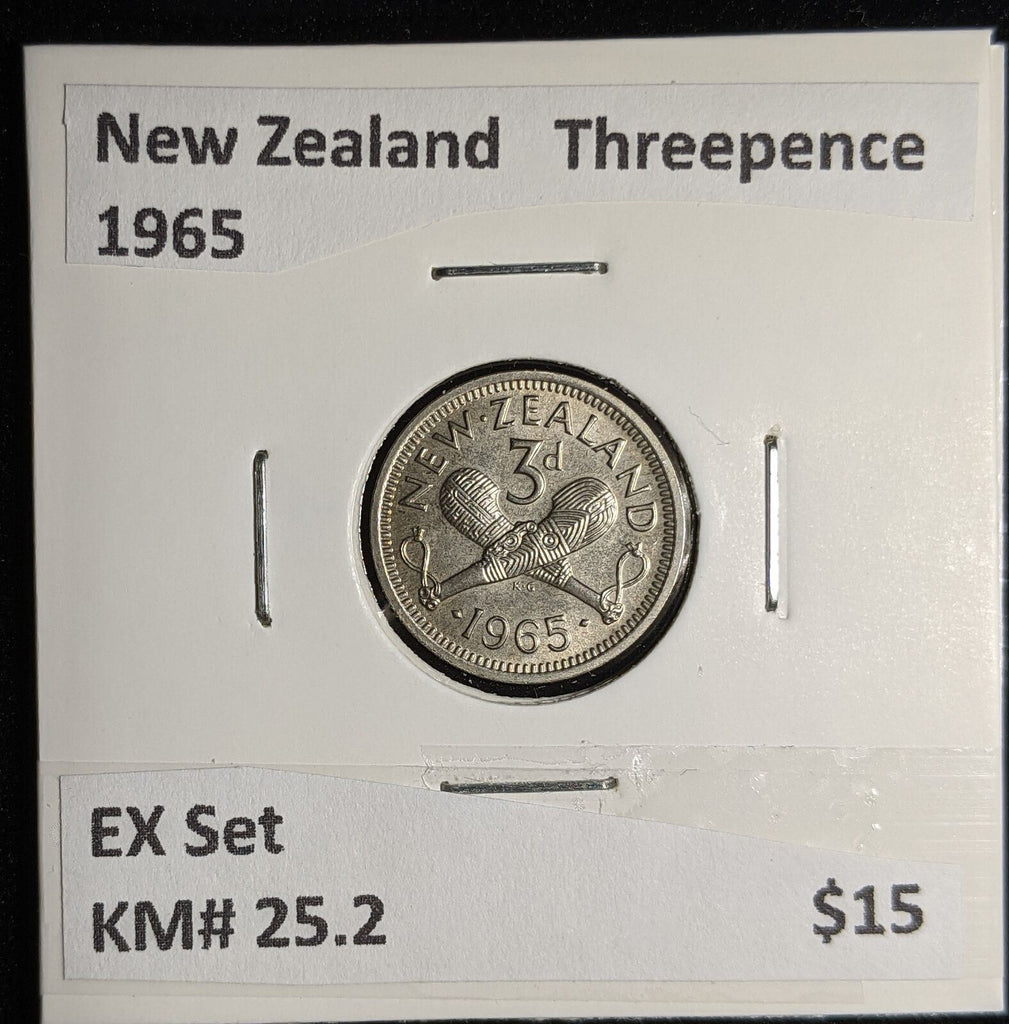 New Zealand Threepence
1965
NEW·ZEALAND
3d
KG
·1965·
EX Set
KM# 25.2
$15